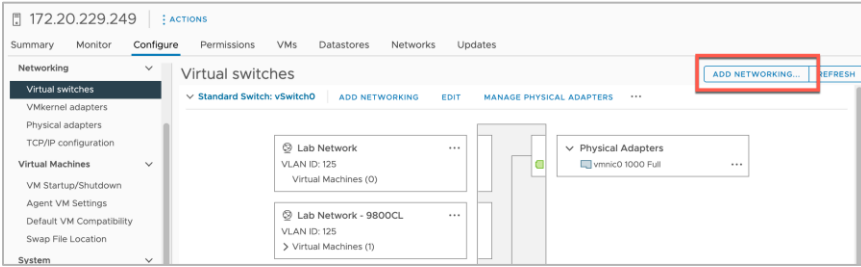 172.20.229.249 ACTIONS
Summary Monitor Configure Permissions VMs Datastores Networks Updates
Networking
Virtual switches
VMkernel adapters
Physical adapters
TCP/IP configuration
Virtual Machines
VM Startup/Shutdown
Agent VM Settings
Default VM Compatibility
Swap File Location
System
Virtual switches
ADD NETWORKING... REFRESH
Standard Switch: vSwitch0 ADD NETWORKING EDIT MANAGE PHYSICAL ADAPTERS ...
Lab Network ...
VLAN ID: 125
Virtual Machines (0)
Lab Network - 9800CL ...
VLAN ID: 125
Virtual Machines (1)
Physical Adapters
vmnic0 1000 Full ...